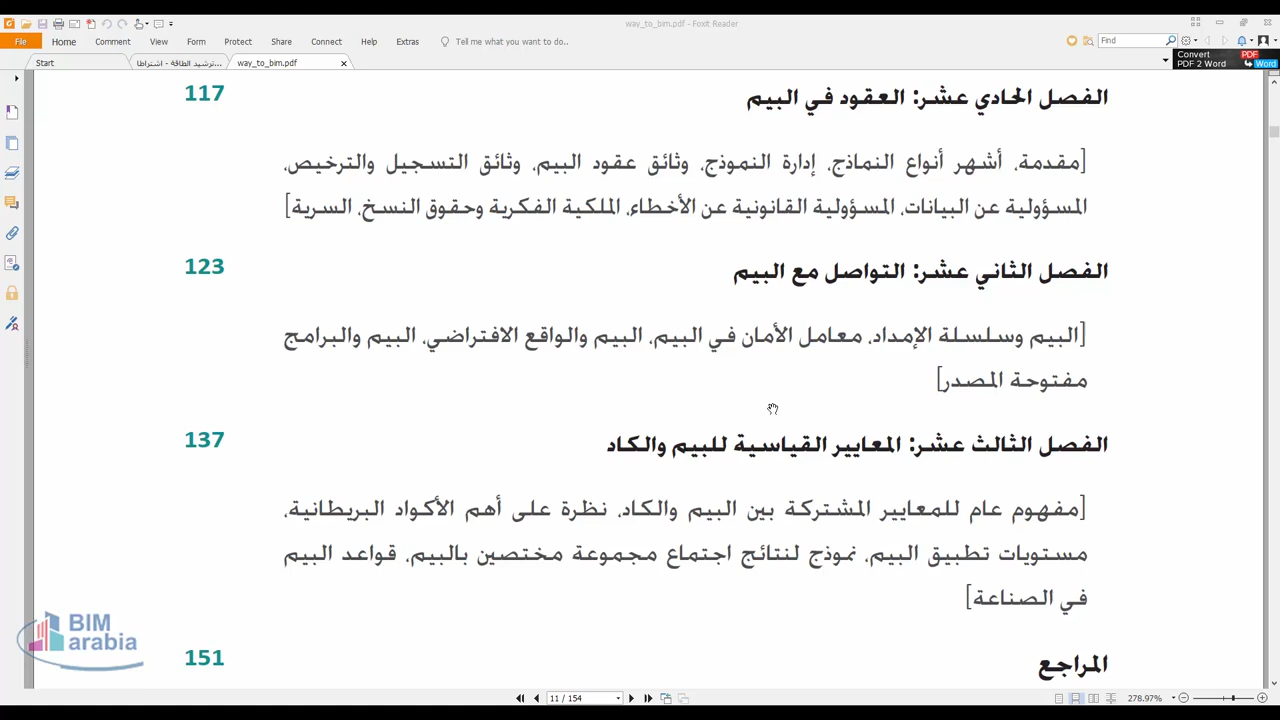 way_to_bim.pdf - Foxit Reader
File Home Comment View Form Protect Share Connect Help Extras Tell me what you want to do.. Find
Start ترشيد الطاقة - اشتراطا... way_to_bim.pdf
Convert PDF
PDF 2 Word Word
الفصل الحادي عشر: العقود في البيم 117
[مقدمة، أشهر أنواع النماذج، إدارة النموذج، وثائق عقود البيم، وثائق التسجيل والترخيص،
المسؤولية عن البيانات، المسؤولية القانونية عن الأخطاء، الملكية الفكرية وحقوق النسخ، السرية]
الفصل الثاني عشر: التواصل مع البيم 123
[البيم وسلسلة الإمداد، معامل الأمان في البيم، البيم والواقع الافتراضي، البيم والبرامج
مفتوحة المصدر]
الفصل الثالث عشر: المعايير القياسية للبيم والكاد 137
[مفهوم عام للمعايير المشتركة بين البيم والكاد، نظرة على أهم الأكواد البريطانية،
مستويات تطبيق البيم، نموذج لنتائج اجتماع مجموعة مختصين بالبيم، قواعد البيم
في الصناعة]
المراجع 151
BIM
arabia
11 / 154
278.97%